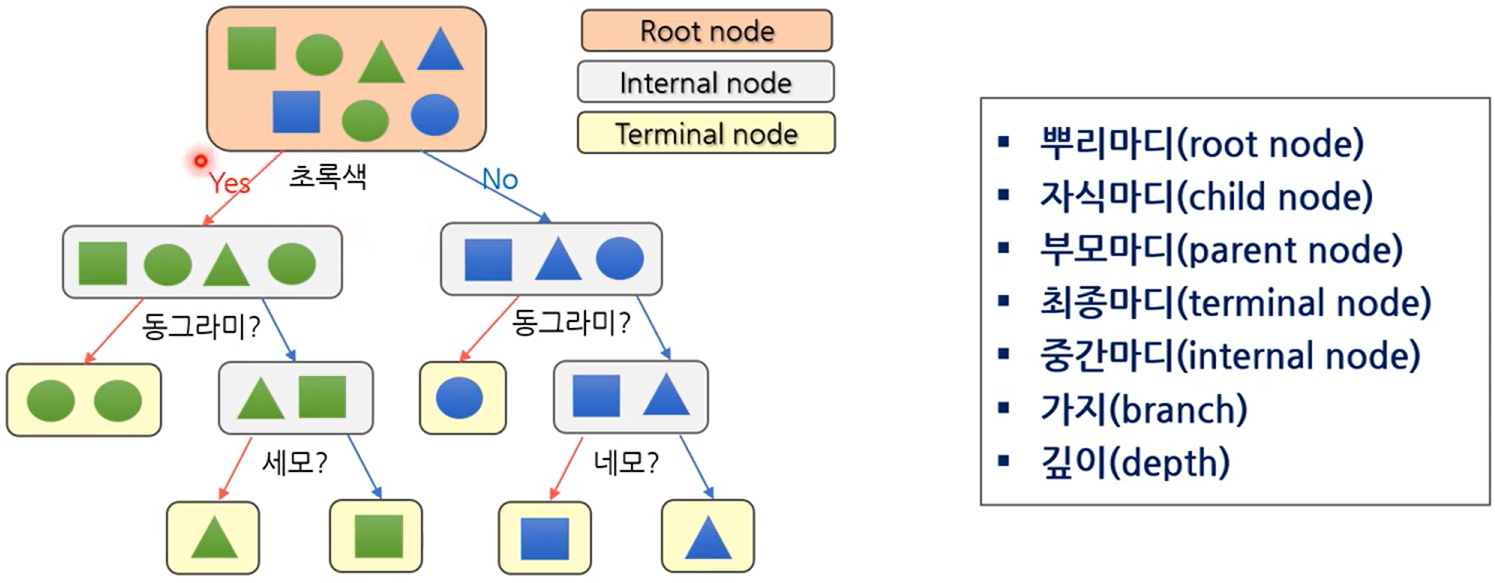 Root node
Internal node
Terminal node
Yes
초록색
No
동그라미?
동그라미?
세모?
네모?
▪ 뿌리마디(root node)
▪ 자식마디(child node)
▪ 부모마디(parent node)
▪ 최종마디(terminal node)
▪ 중간마디(internal node)
▪ 가지(branch)
▪ 깊이(depth)